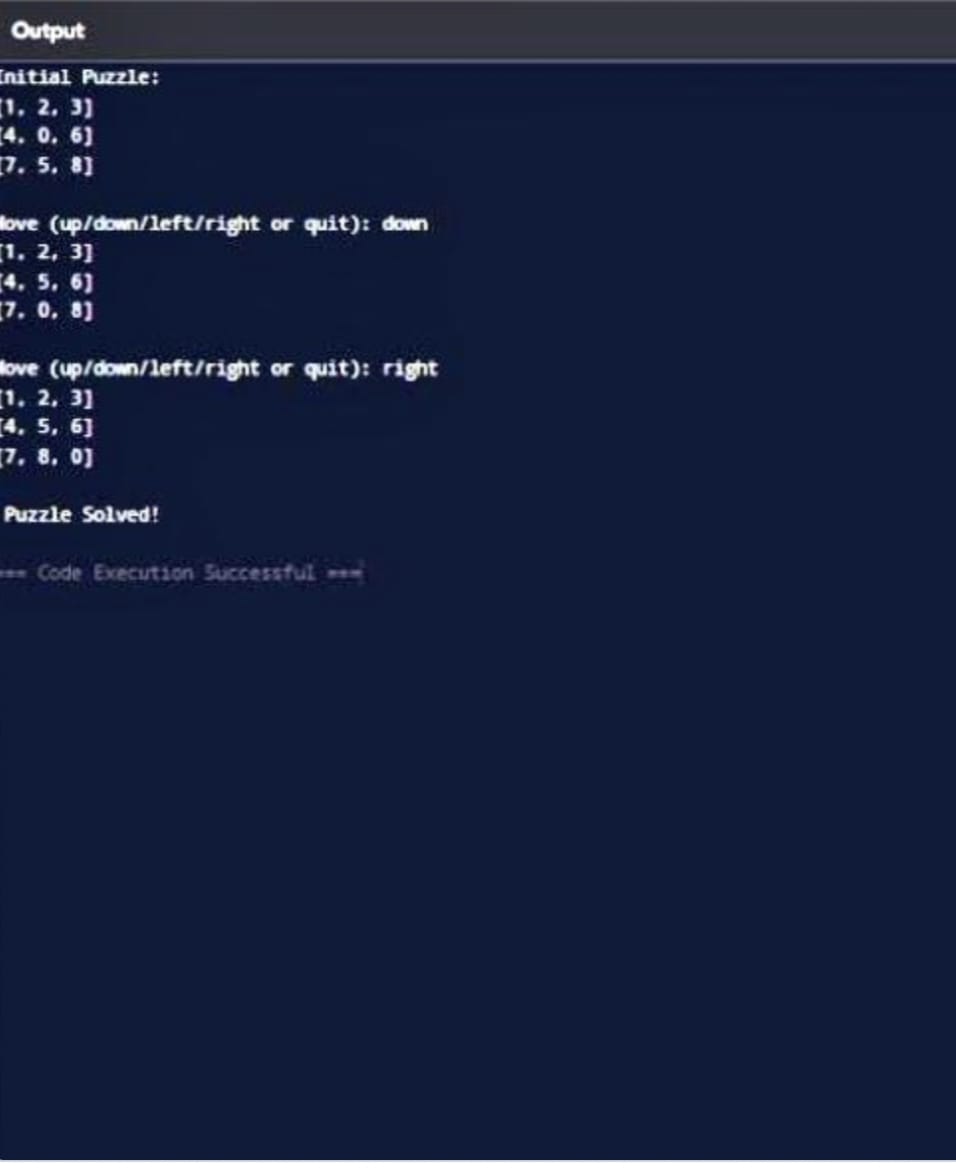 Output
Initial Puzzle:
[1, 2, 3]
[4, 0, 6]
[7, 5, 8]
Move (up/down/left/right or quit): down
[1, 2, 3]
[4, 5, 6]
[7, 0, 8]
Move (up/down/left/right or quit): right
[1, 2, 3]
[4, 5, 6]
[7, 8, 0]
Puzzle Solved!
=== Code Execution Successful ===